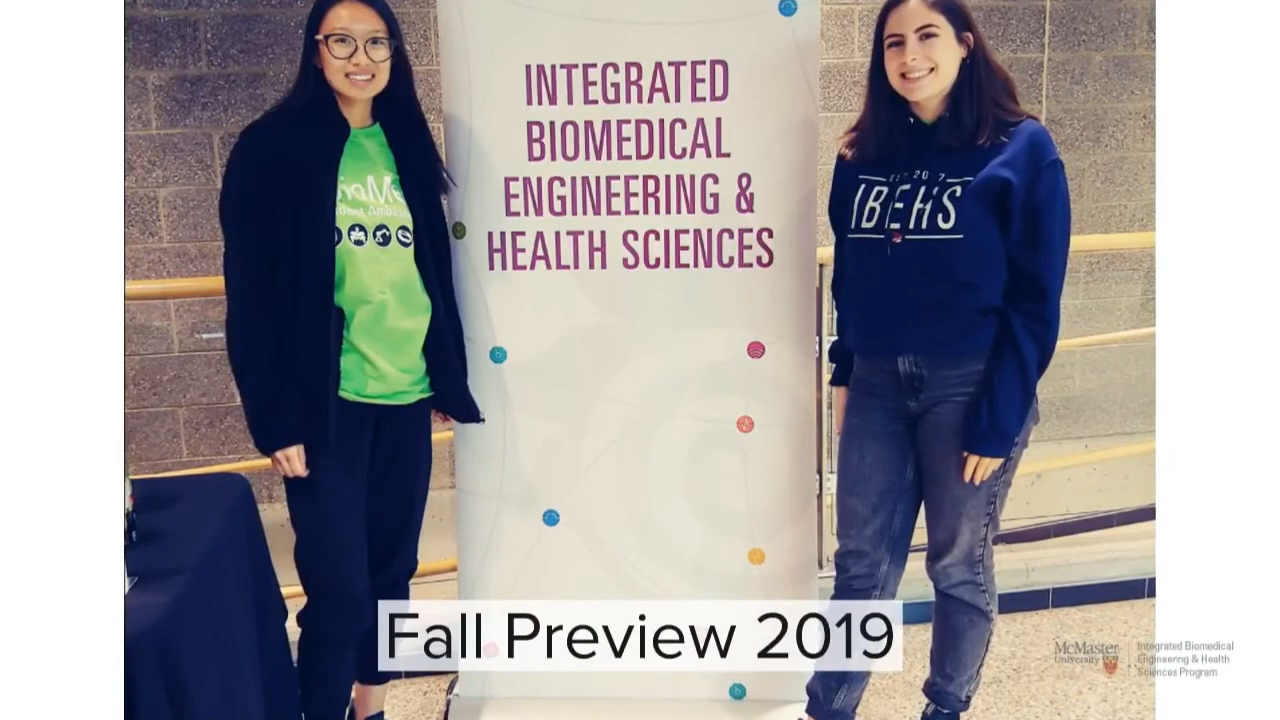 INTEGRATED
BIOMEDICAL
ENGINEERING &
HEALTH SCIENCES
IBEHS
Fall Preview 2019
McMaster
University
Integrated Biomedical
Engineering & Health
Sciences Program